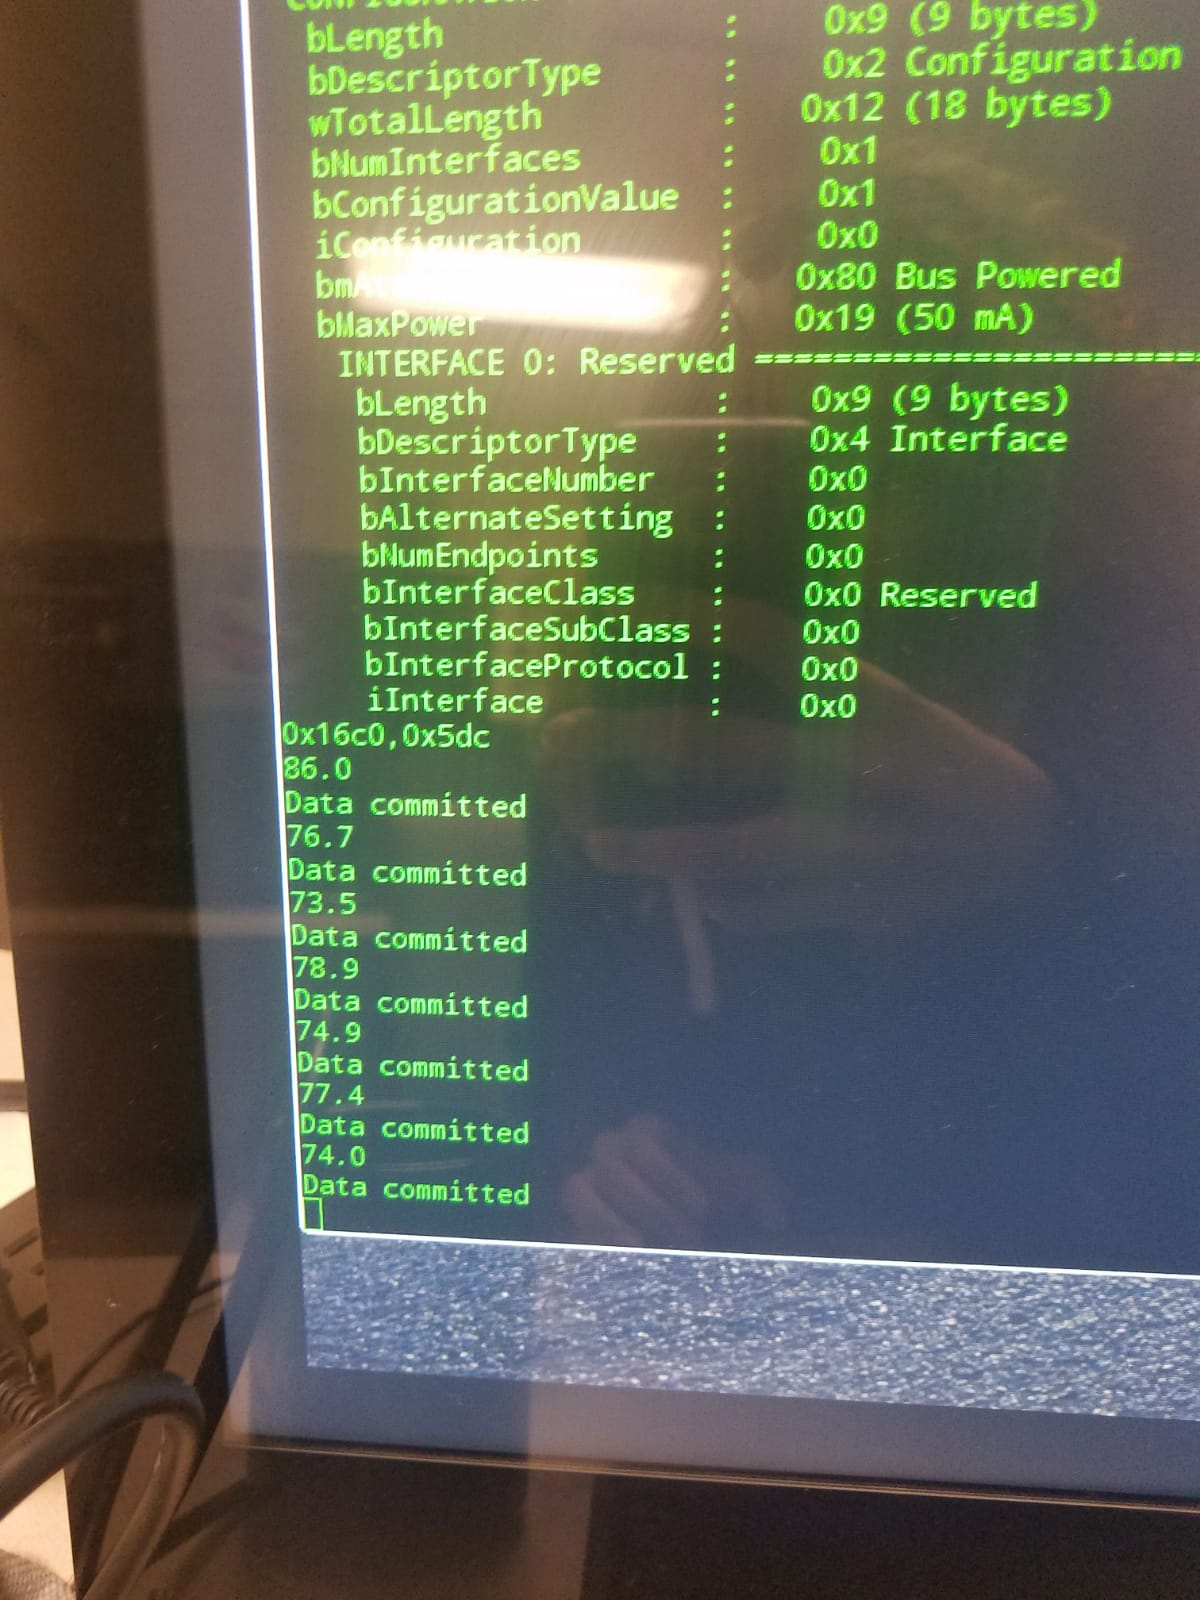 bLength : 0x9 (9 bytes)
bDescriptorType : 0x2 Configuration
wTotalLength : 0x12 (18 bytes)
bNumInterfaces : 0x1
bConfigurationValue : 0x1
iConfiguration : 0x0
: 0x80 Bus Powered
bMaxPower : 0x19 (50 mA)
INTERFACE 0: Reserved ========================
bLength : 0x9 (9 bytes)
bDescriptorType : 0x4 Interface
bInterfaceNumber : 0x0
bAlternateSetting : 0x0
bNumEndpoints : 0x0
bInterfaceClass : 0x0 Reserved
bInterfaceSubClass : 0x0
bInterfaceProtocol : 0x0
iInterface : 0x0
0x16c0,0x5dc
86.0
Data committed
76.7
Data committed
73.5
Data committed
78.9
Data committed
74.9
Data committed
77.4
Data committed
74.0
Data committed